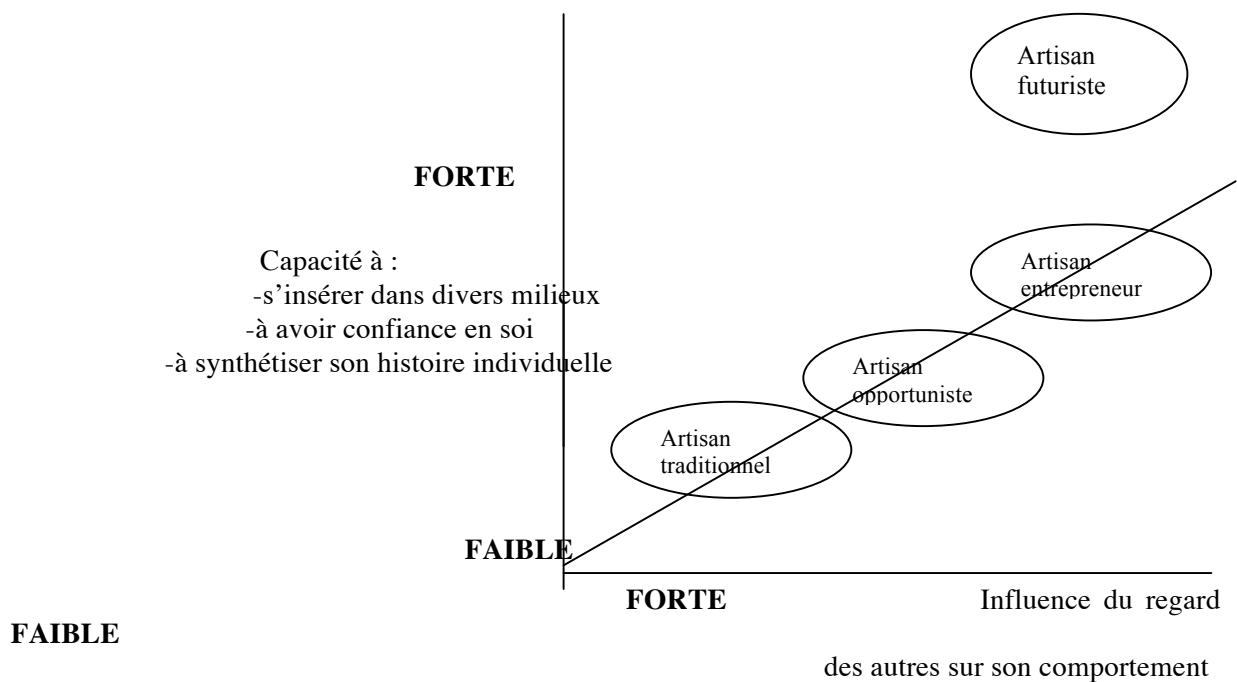 Artisan
futuriste
FORTE
Capacité à :
-s’insérer dans divers milieux
-à avoir confiance en soi
-à synthétiser son histoire individuelle
Artisan
entrepreneur
Artisan
opportuniste
Artisan
traditionnel
FAIBLE
FORTE Influence du regard
FAIBLE
des autres sur son comportement